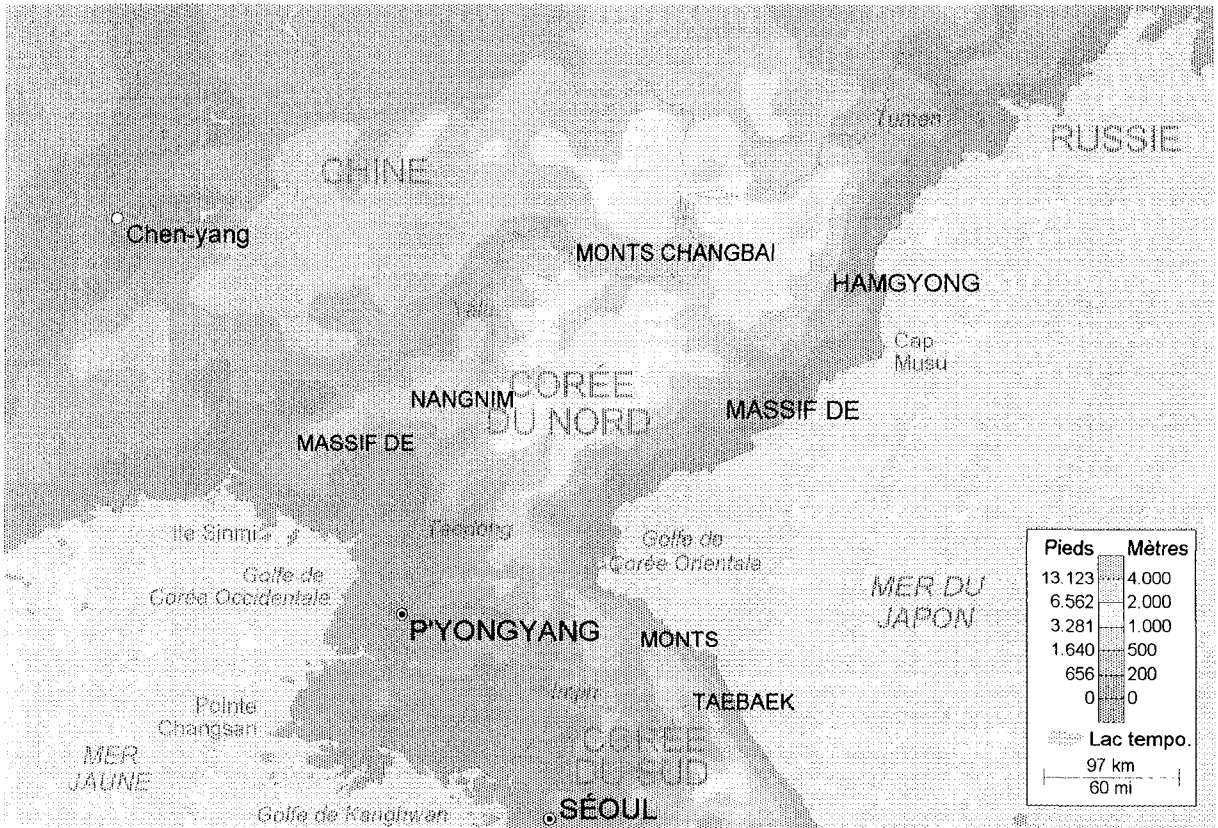 Tumen
RUSSIE
CHINE
Chen-yang
MONTS CHANGBAI
HAMGYONG
Yalu
Cap
Musu
CORÉE
DU NORD
NANGNIM
MASSIF DE
MASSIF DE
Ile Sinmi
Taedong
Golfe de
Corée Orientale
Golfe de
Corée Occidentale
MER DU
JAPON
P'YONGYANG
MONTS
Imjin
TAEBAEK
Pointe
Changsan
CORÉE
DU SUD
MER
JAUNE
Golfe de Kanghwan
SÉOUL
Pieds Mètres
13.123 4.000
6.562 2.000
3.281 1.000
1.640 500
656 200
0 0
Lac tempo.
97 km
60 mi